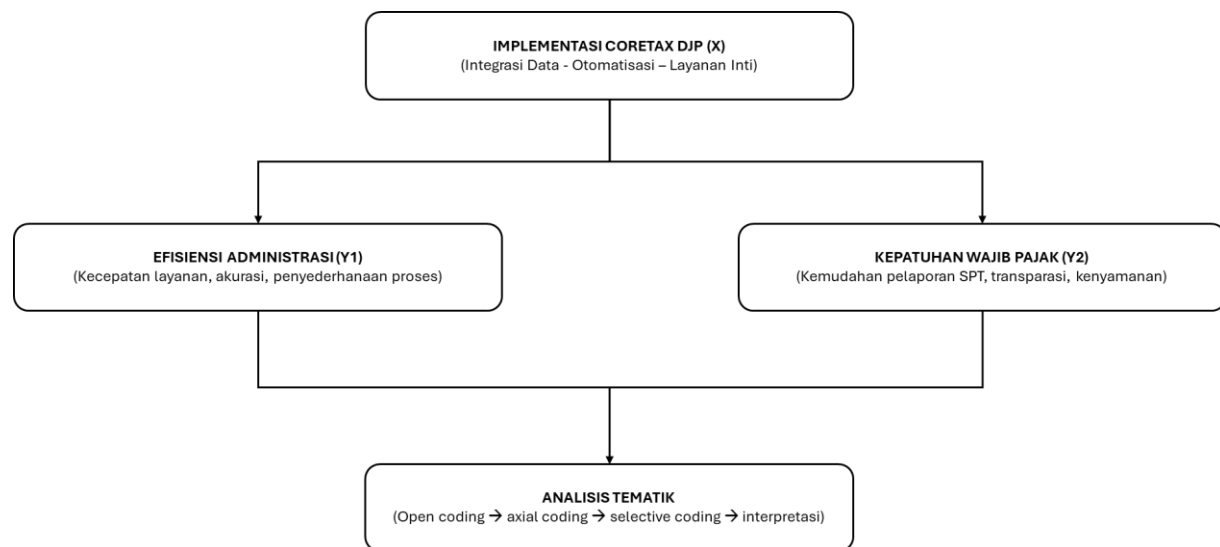 IMPLEMENTASI CORETAX DJP (X)
(Integrasi Data - Otomatisasi – Layanan Inti)
EFISIENSI ADMINISTRASI (Y1)
(Kecepatan layanan, akurasi, penyederhanaan proses)
KEPATUHAN WAJIB PAJAK (Y2)
(Kemudahan pelaporan SPT, transparasi, kenyamanan)
ANALISIS TEMATIK
(Open coding → axial coding → selective coding → interpretasi)